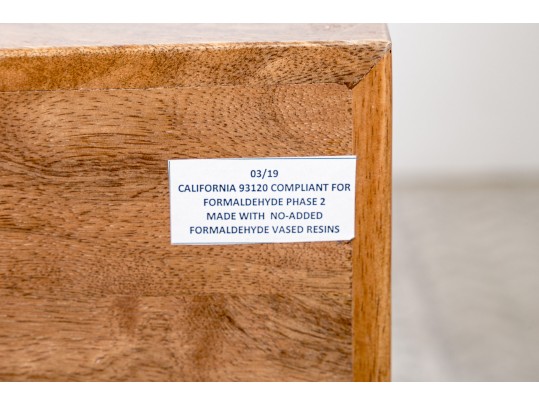 03/19
CALIFORNIA 93120 COMPLIANT FOR
FORMALDEHYDE PHASE 2
MADE WITH NO-ADDED
FORMALDEHYDE VASED RESINS